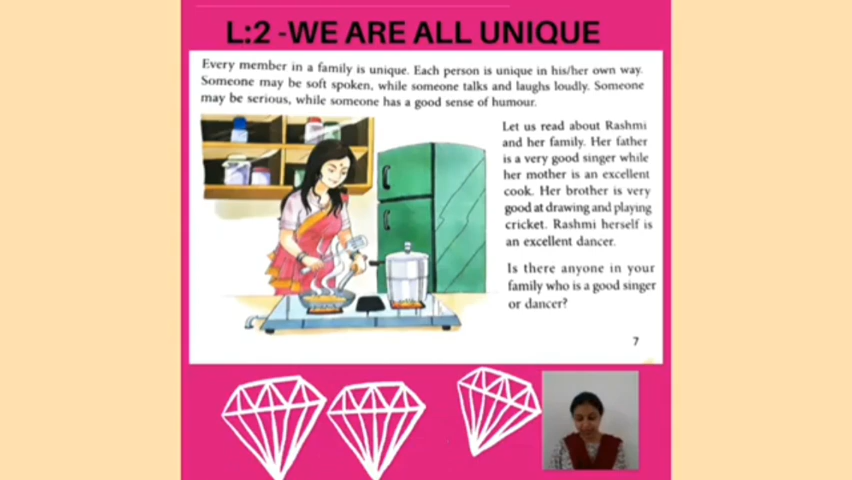 L:2 -WE ARE ALL UNIQUE
Every member in a family is unique. Each person is unique in his/her own way.
Someone may be soft spoken, while someone talks and laughs loudly. Someone
may be serious, while someone has a good sense of humour.
Let us read about Rashmi
and her family. Her father
is a very good singer while
her mother is an excellent
cook. Her brother is very
good at drawing and playing
cricket. Rashmi herself is
an excellent dancer.
Is there anyone in your
family who is a good singer
or dancer?
7